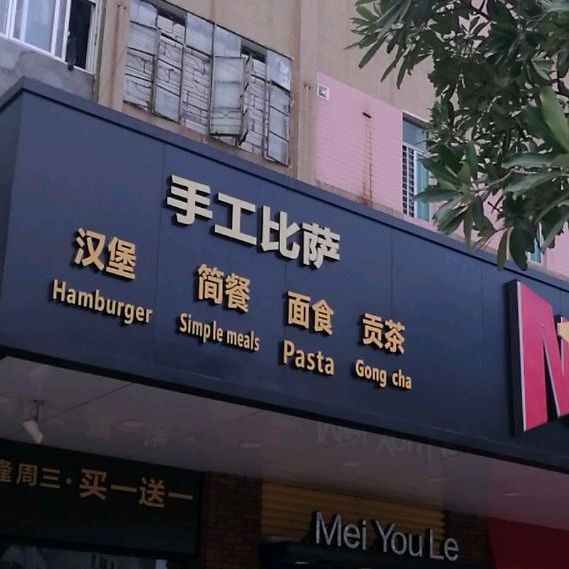 手工比萨
汉堡 简餐 面食 贡茶
Hamburger Simple meals Pasta Gong cha
隆周三·买一送一
Mei You Le